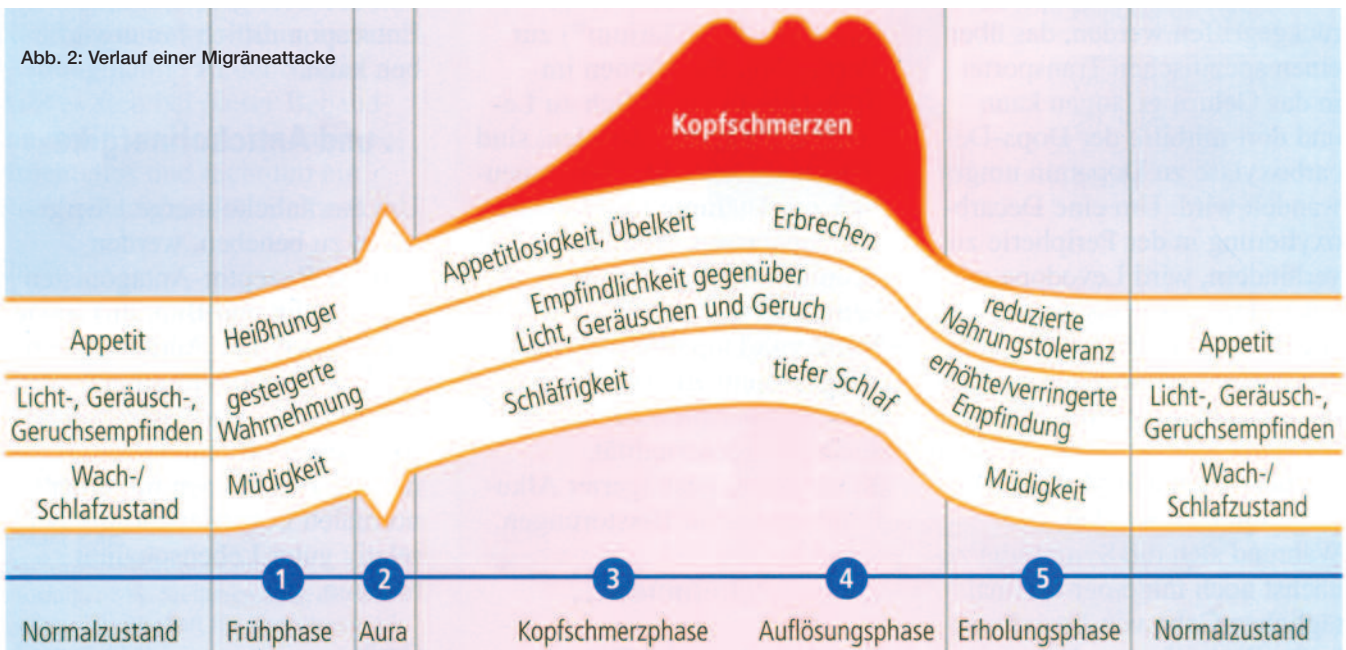 Abb. 2: Verlauf einer Migräneattacke
Kopfschmerzen
Appetitlosigkeit, Übelkeit
Erbrechen
Empfindlichkeit gegenüber
Licht, Geräuschen und Geruch
Schläfrigkeit
tiefer Schlaf
Appetit
Heißhunger
reduzierte
Nahrungstoleranz
Appetit
Licht-, Geräusch-,
Geruchsempfinden
gesteigerte
Wahrnehmung
erhöhte/verringerte
Empfindung
Licht-, Geräusch-,
Geruchsempfinden
Wach-/
Schlafzustand
Müdigkeit
Müdigkeit
Wach-/
Schlafzustand
1
2
3
4
5
Normalzustand
Frühphase
Aura
Kopfschmerzphase
Auflösungsphase
Erholungsphase
Normalzustand